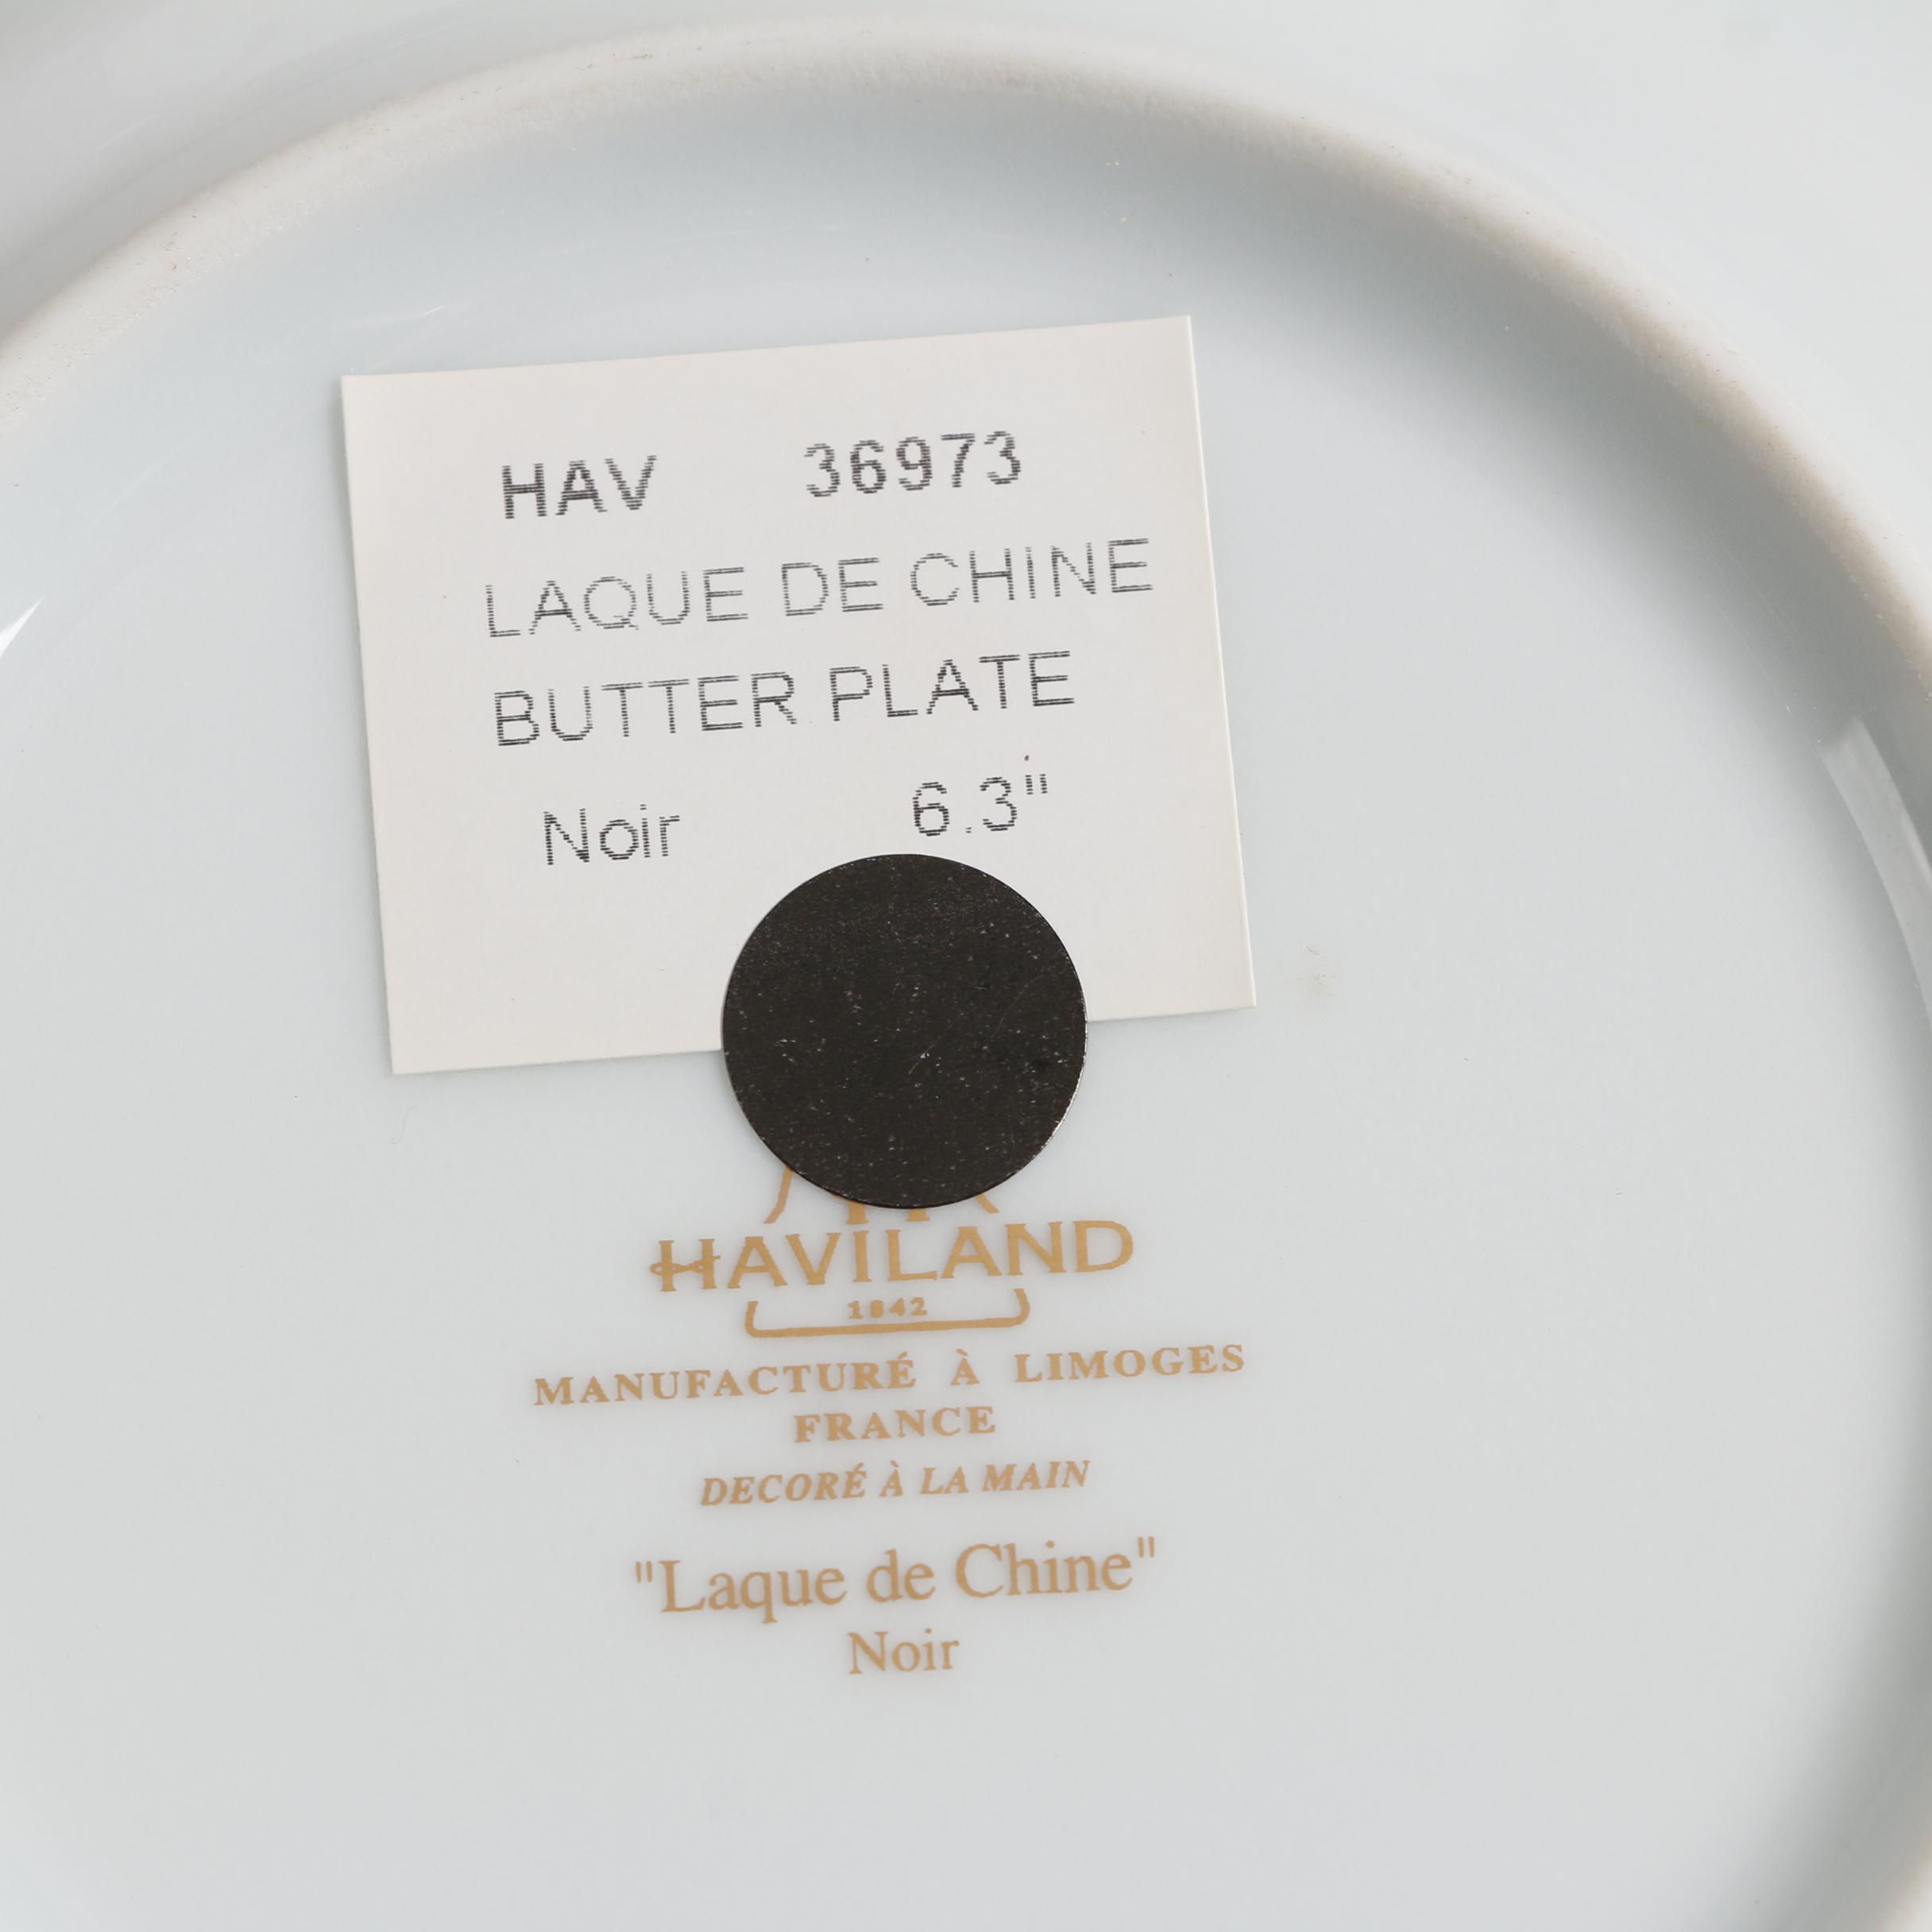 HAV 36973
LAQUE DE CHINE
BUTTER PLATE
Noir 6.3"
HAVILAND
1842
MANUFACTURÉ À LIMOGES
FRANCE
DECORÉ À LA MAIN
"Laque de Chine"
Noir